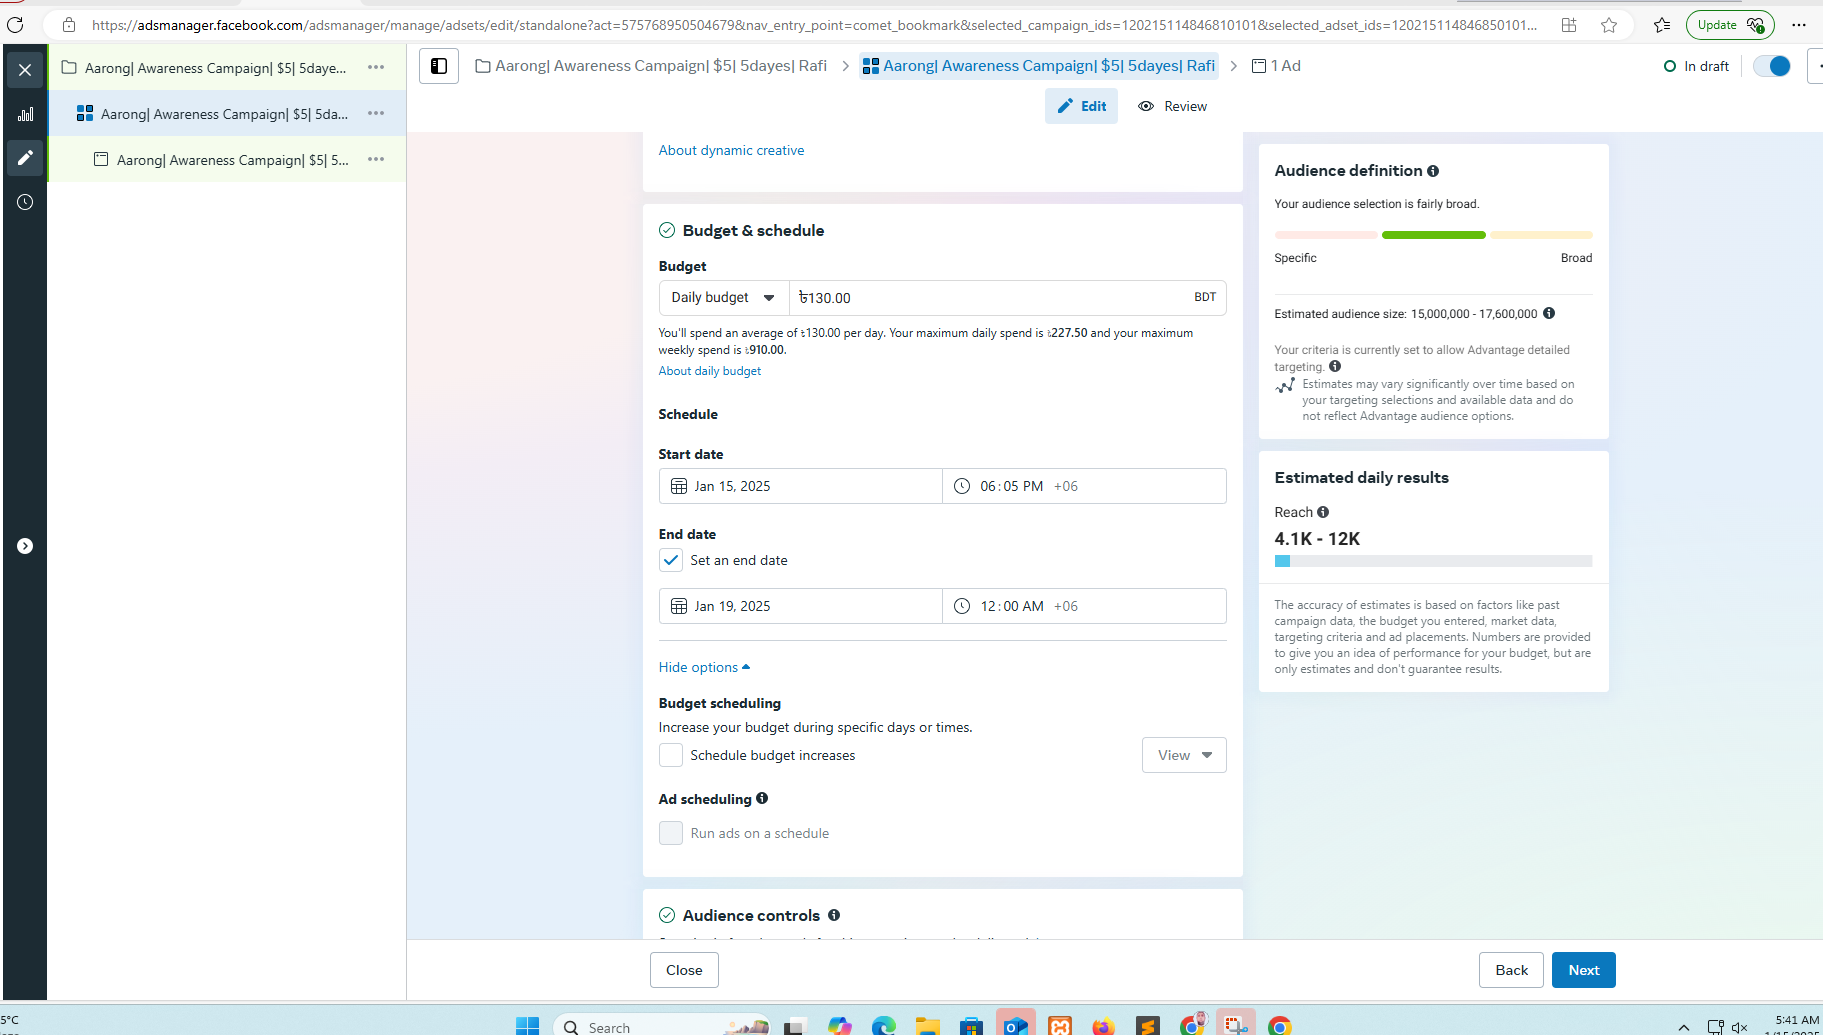 https://adsmanager.facebook.com/adsmanager/manage/adsets/edit/standalone?act=575768950504679&nav_entry_point=comet_bookmark&selected_campaign_ids=120215114846810101&selected_adset_ids=120215114846850101...
Update
Aarong| Awareness Campaign| $5| 5daye...
Aarong| Awareness Campaign| $5| 5da...
Aarong| Awareness Campaign| $5| 5...
Aarong| Awareness Campaign| $5| 5dayes| Rafi
Aarong| Awareness Campaign| $5| 5dayes| Rafi
1 Ad
In draft
Edit
Review
About dynamic creative
Budget & schedule
Budget
Daily budget
৳130.00
BDT
You'll spend an average of ৳130.00 per day. Your maximum daily spend is ৳227.50 and your maximum
weekly spend is ৳910.00.
About daily budget
Schedule
Start date
Jan 15, 2025
06:05 PM +06
End date
Set an end date
Jan 19, 2025
12:00 AM +06
Hide options
Budget scheduling
Increase your budget during specific days or times.
Schedule budget increases
View
Ad scheduling
Run ads on a schedule
Audience controls
Audience definition
Your audience selection is fairly broad.
Specific
Broad
Estimated audience size: 15,000,000 - 17,600,000
Your criteria is currently set to allow Advantage detailed
targeting.
Estimates may vary significantly over time based on
your targeting selections and available data and do
not reflect Advantage audience options.
Estimated daily results
Reach
4.1K - 12K
The accuracy of estimates is based on factors like past
campaign data, the budget you entered, market data,
targeting criteria and ad placements. Numbers are provided
to give you an idea of performance for your budget, but are
only estimates and don't guarantee results.
Close
Back
Next
5°C
Search
5:41 AM